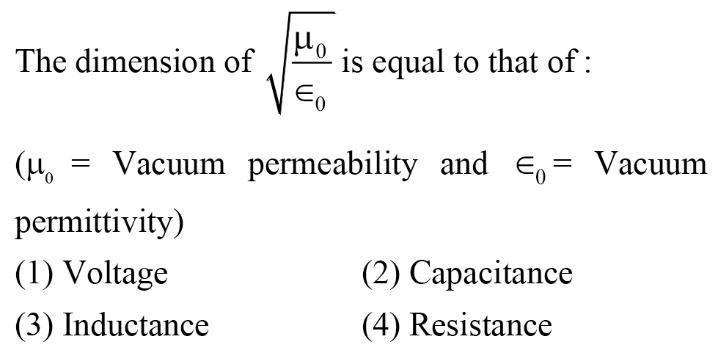 The dimension of √(μ₀/∈₀) is equal to that of :
(μ₀ = Vacuum permeability and ∈₀ = Vacuum
permittivity)
(1) Voltage (2) Capacitance
(3) Inductance (4) Resistance